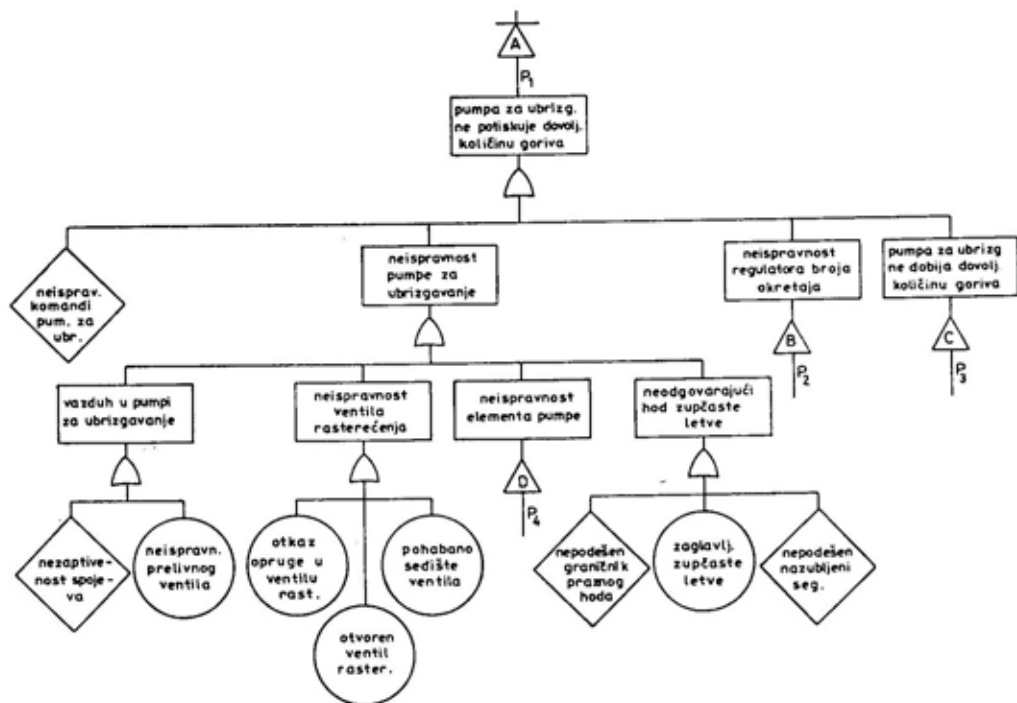 A
P1
pumpa za ubrizg.
ne potiskuje dovolj.
količinu goriva
neisprav.
komandi
pum. za
ubr.
neispravnost
pumpe za
ubrizgavanje
neispravnost
regulatora broja
okretaja
pumpa za ubrizg
ne dobija dovolj.
količinu goriva
B
P2
C
P3
vazduh u pumpi
za ubrizgavanje
neispravnost
ventila
rasterećenja
neispravnost
elementa pumpe
neodgovarajući
hod zupčaste
letve
D
P4
nezaptive-
nost spoje-
va
neispravn.
prelivnog
ventila
otkaz
opruge u
ventilu
rast.
otvoren
ventil
raster.
pohabano
sedište
ventila
nepodešen
graničnik
praznog
hoda
zaglavlj.
zupčaste
letve
nepodešen
nazubljeni
seg.